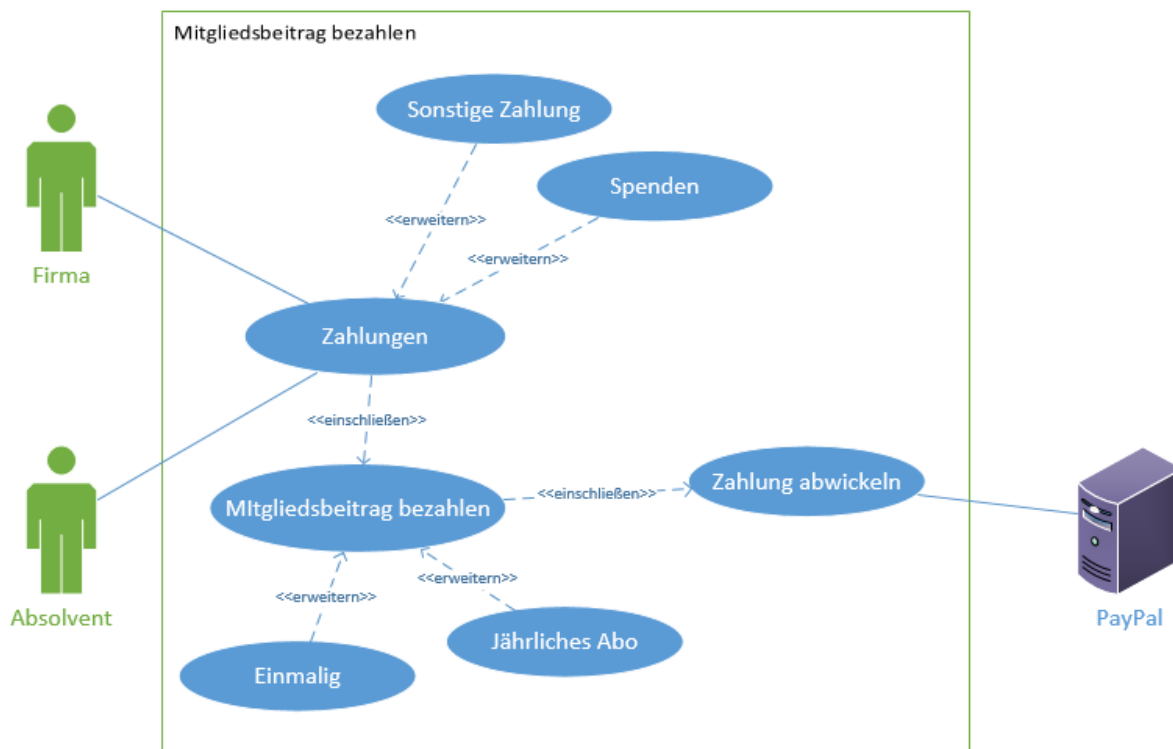 Mitgliedsbeitrag bezahlen
Sonstige Zahlung
Spenden
<<erweitern>>
<<erweitern>>
Firma
Zahlungen
<<einschließen>>
MItgliedsbeitrag bezahlen
<<einschließen>>
Zahlung abwickeln
<<erweitern>>
<<erweitern>>
Absolvent
PayPal
Jährliches Abo
Einmalig